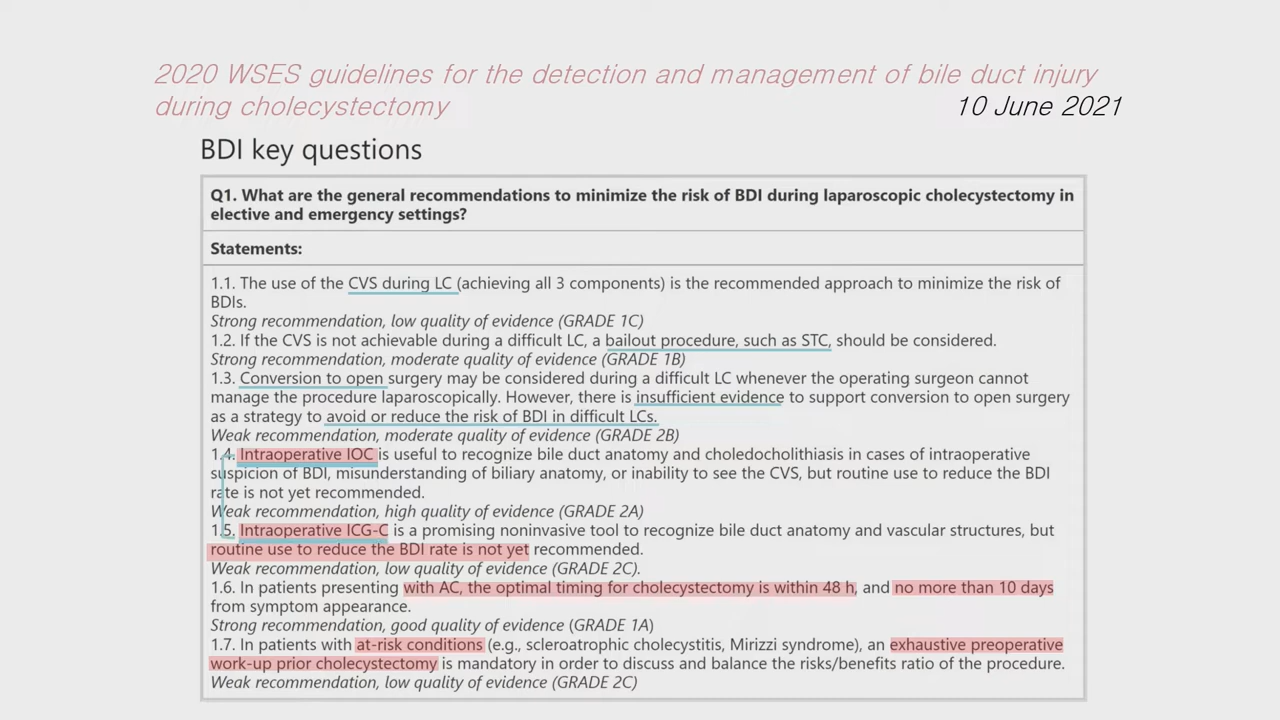 2020 WSES guidelines for the detection and management of bile duct injury
during cholecystectomy
10 June 2021
BDI key questions
Q1. What are the general recommendations to minimize the risk of BDI during laparoscopic cholecystectomy in
elective and emergency settings?
Statements:
1.1. The use of the CVS during LC (achieving all 3 components) is the recommended approach to minimize the risk of
BDIs.
Strong recommendation, low quality of evidence (GRADE 1C)
1.2. If the CVS is not achievable during a difficult LC, a bailout procedure, such as STC, should be considered.
Strong recommendation, moderate quality of evidence (GRADE 1B)
1.3. Conversion to open surgery may be considered during a difficult LC whenever the operating surgeon cannot
manage the procedure laparoscopically. However, there is insufficient evidence to support conversion to open surgery
as a strategy to avoid or reduce the risk of BDI in difficult LCs.
Weak recommendation, moderate quality of evidence (GRADE 2B)
1.4. Intraoperative IOC is useful to recognize bile duct anatomy and choledocholithiasis in cases of intraoperative
suspicion of BDI, misunderstanding of biliary anatomy, or inability to see the CVS, but routine use to reduce the BDI
rate is not yet recommended.
Weak recommendation, high quality of evidence (GRADE 2A)
1.5. Intraoperative ICG-C is a promising noninvasive tool to recognize bile duct anatomy and vascular structures, but
routine use to reduce the BDI rate is not yet recommended.
Weak recommendation, low quality of evidence (GRADE 2C).
1.6. In patients presenting with AC, the optimal timing for cholecystectomy is within 48 h, and no more than 10 days
from symptom appearance.
Strong recommendation, good quality of evidence (GRADE 1A)
1.7. In patients with at-risk conditions (e.g., scleroatrophic cholecystitis, Mirizzi syndrome), an exhaustive preoperative
work-up prior cholecystectomy is mandatory in order to discuss and balance the risks/benefits ratio of the procedure.
Weak recommendation, low quality of evidence (GRADE 2C)